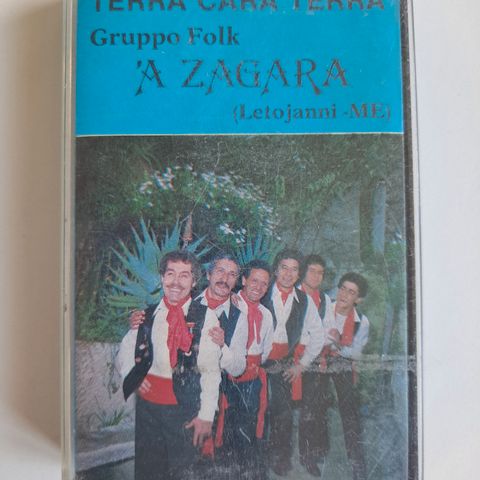 TERRA CARA TERRA
Gruppo Folk
'A ZAGARA
(Letojanni -ME)